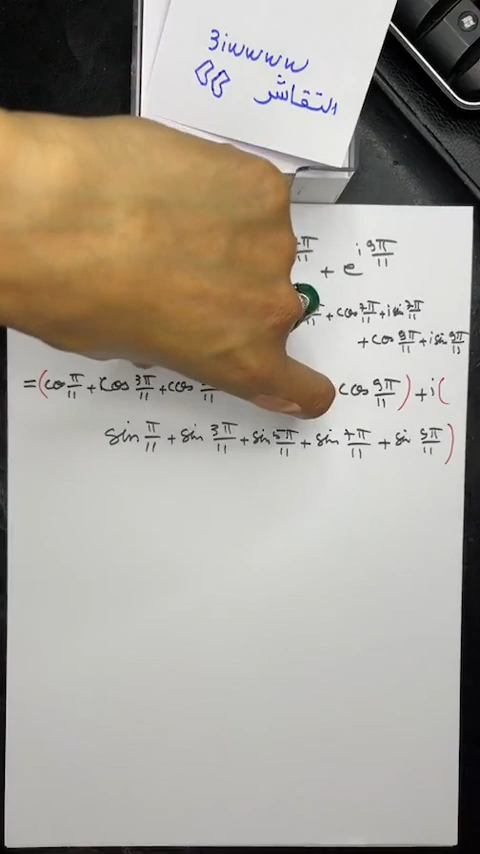 3iwwww
التقاش
π/11 + e^(i 9π/11)
+ cos 7π/11 + i sin 7π/11
+ cos 9π/11 + i sin 9π/11
= (cos π/11 + cos 3π/11 + cos cos 9π/11) + i(
sin π/11 + sin 3π/11 + sin 5π/11 + sin 7π/11 + sin 9π/11)